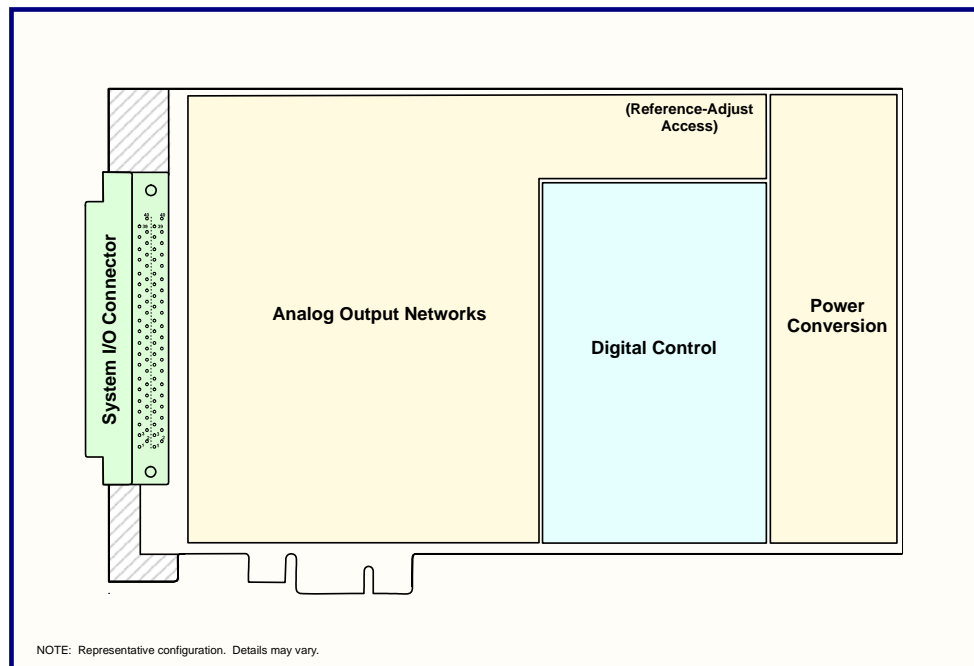 (Reference-Adjust
Access)
System I/O Connector
Analog Output Networks
Digital Control
Power
Conversion
NOTE:  Representative configuration.  Details may vary.